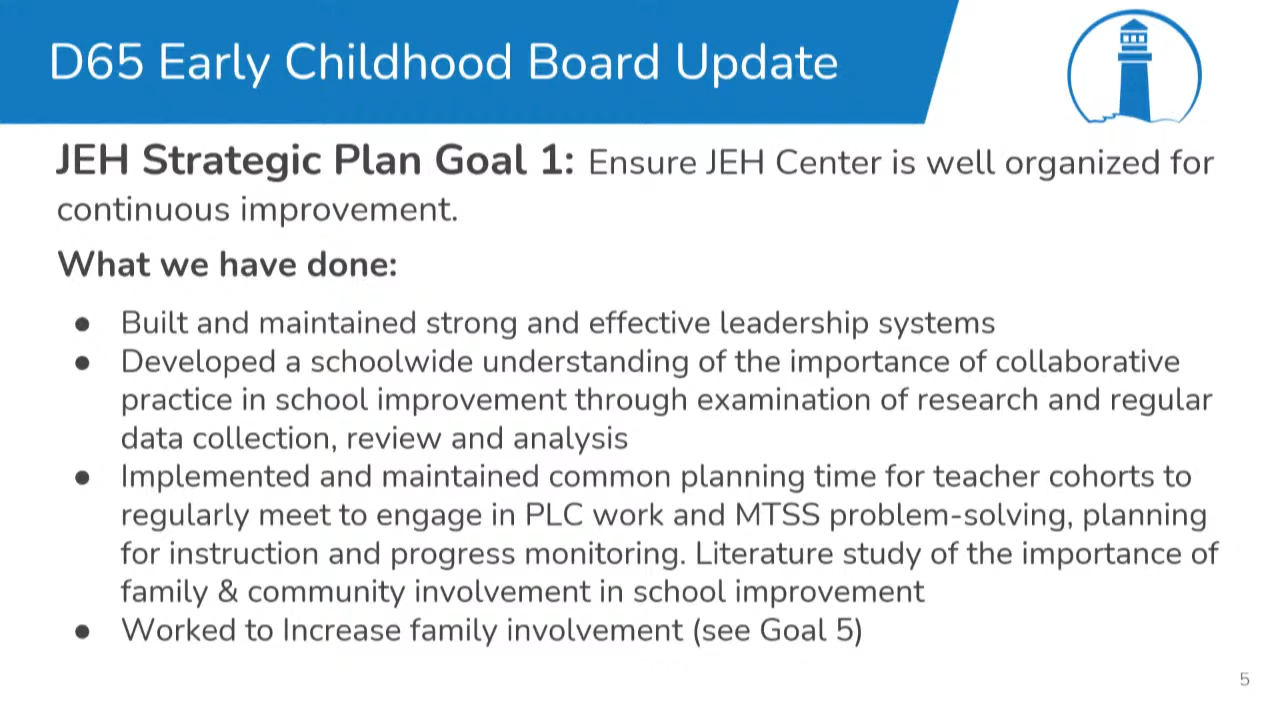 D65 Early Childhood Board Update
JEH Strategic Plan Goal 1: Ensure JEH Center is well organized for
continuous improvement.
What we have done:
● Built and maintained strong and effective leadership systems
● Developed a schoolwide understanding of the importance of collaborative
practice in school improvement through examination of research and regular
data collection, review and analysis
● Implemented and maintained common planning time for teacher cohorts to
regularly meet to engage in PLC work and MTSS problem-solving, planning
for instruction and progress monitoring. Literature study of the importance of
family & community involvement in school improvement
● Worked to Increase family involvement (see Goal 5)
5